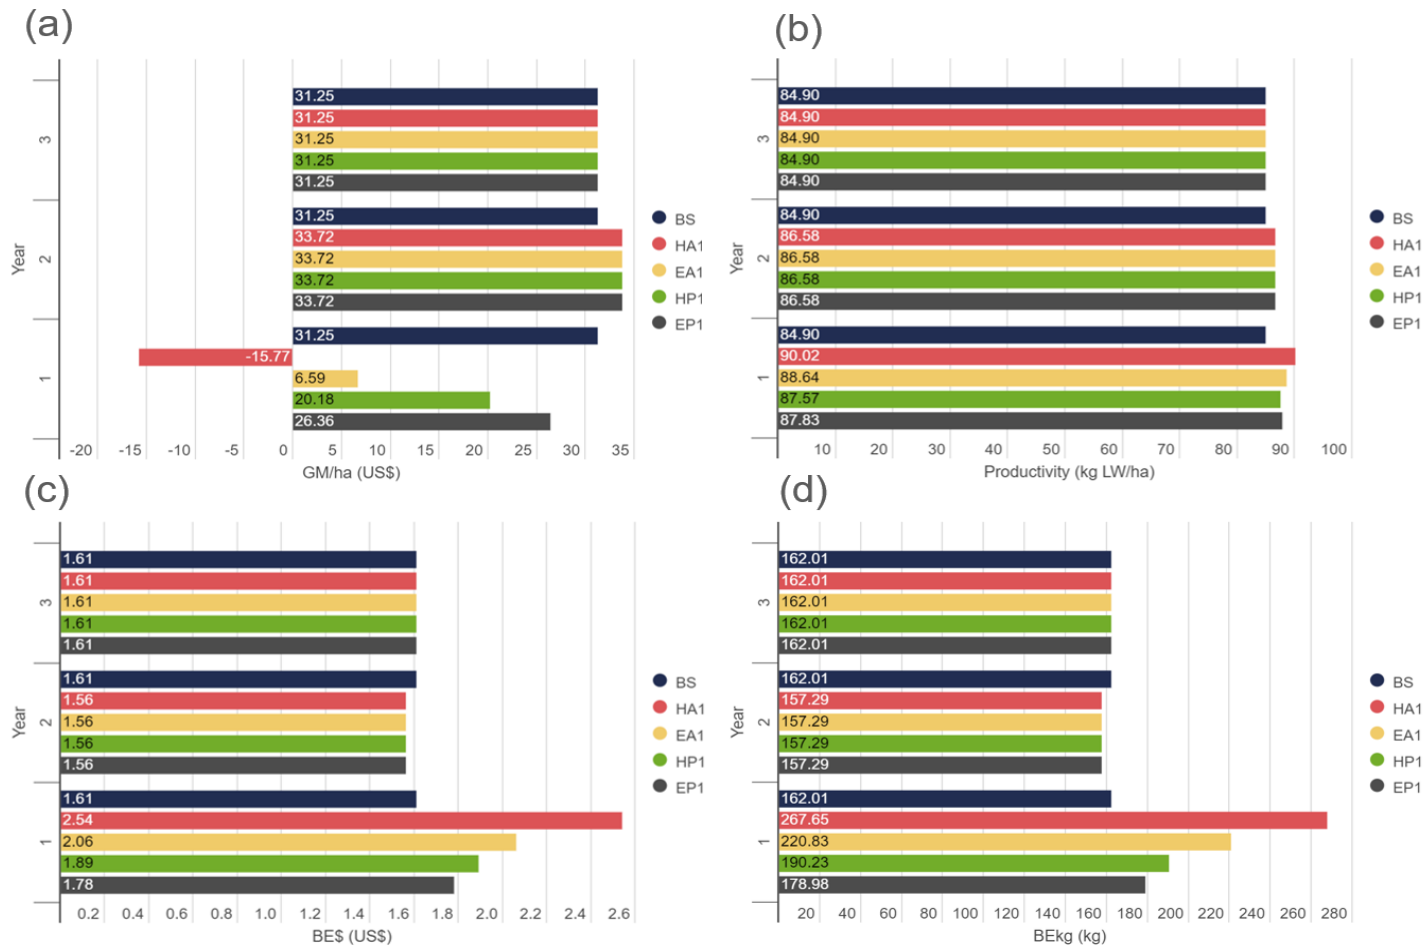 (a)
31.25
31.25
31.25
31.25
31.25
31.25
33.72
33.72
33.72
33.72
31.25
-15.77
6.59
20.18
26.36
3
2
1
Year
-20 -15 -10 -5 0 5 10 15 20 25 30 35
GM/ha (US$)
BS
HA1
EA1
HP1
EP1
(b)
84.90
84.90
84.90
84.90
84.90
84.90
86.58
86.58
86.58
86.58
84.90
90.02
88.64
87.57
87.83
3
2
1
Year
10 20 30 40 50 60 70 80 90 100
Productivity (kg LW/ha)
BS
HA1
EA1
HP1
EP1
(c)
1.61
1.61
1.61
1.61
1.61
1.61
1.56
1.56
1.56
1.56
1.61
2.54
2.06
1.89
1.78
3
2
1
Year
0.2 0.4 0.6 0.8 1.0 1.2 1.4 1.6 1.8 2.0 2.2 2.4 2.6
BE$ (US$)
BS
HA1
EA1
HP1
EP1
(d)
162.01
162.01
162.01
162.01
162.01
162.01
157.29
157.29
157.29
157.29
162.01
267.65
220.83
190.23
178.98
3
2
1
Year
20 40 60 80 100 120 140 160 180 200 220 240 260 280
BEkg (kg)
BS
HA1
EA1
HP1
EP1